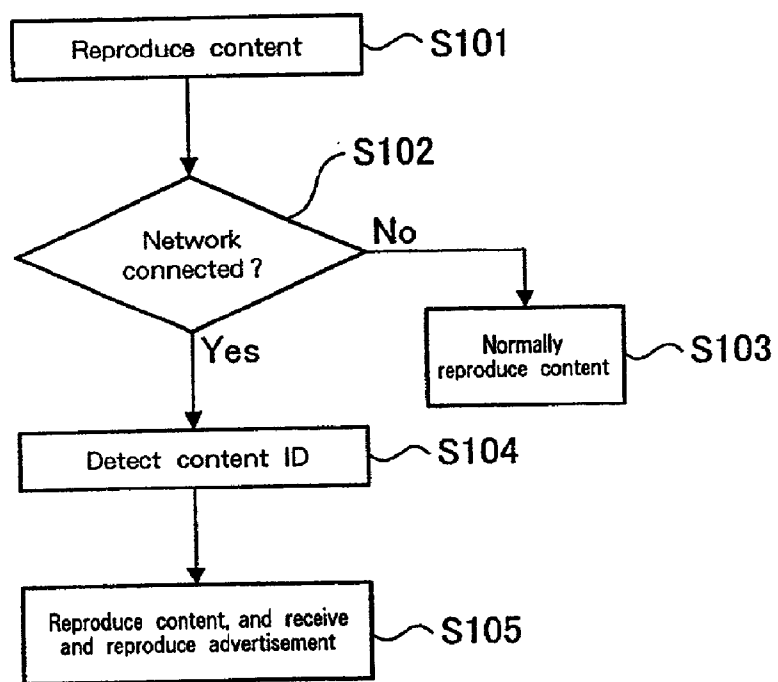 Reproduce content
S101
S102
Network
connected?
No
Yes
Normally
reproduce content
S103
Detect content ID
S104
Reproduce content, and receive
and reproduce advertisement
S105